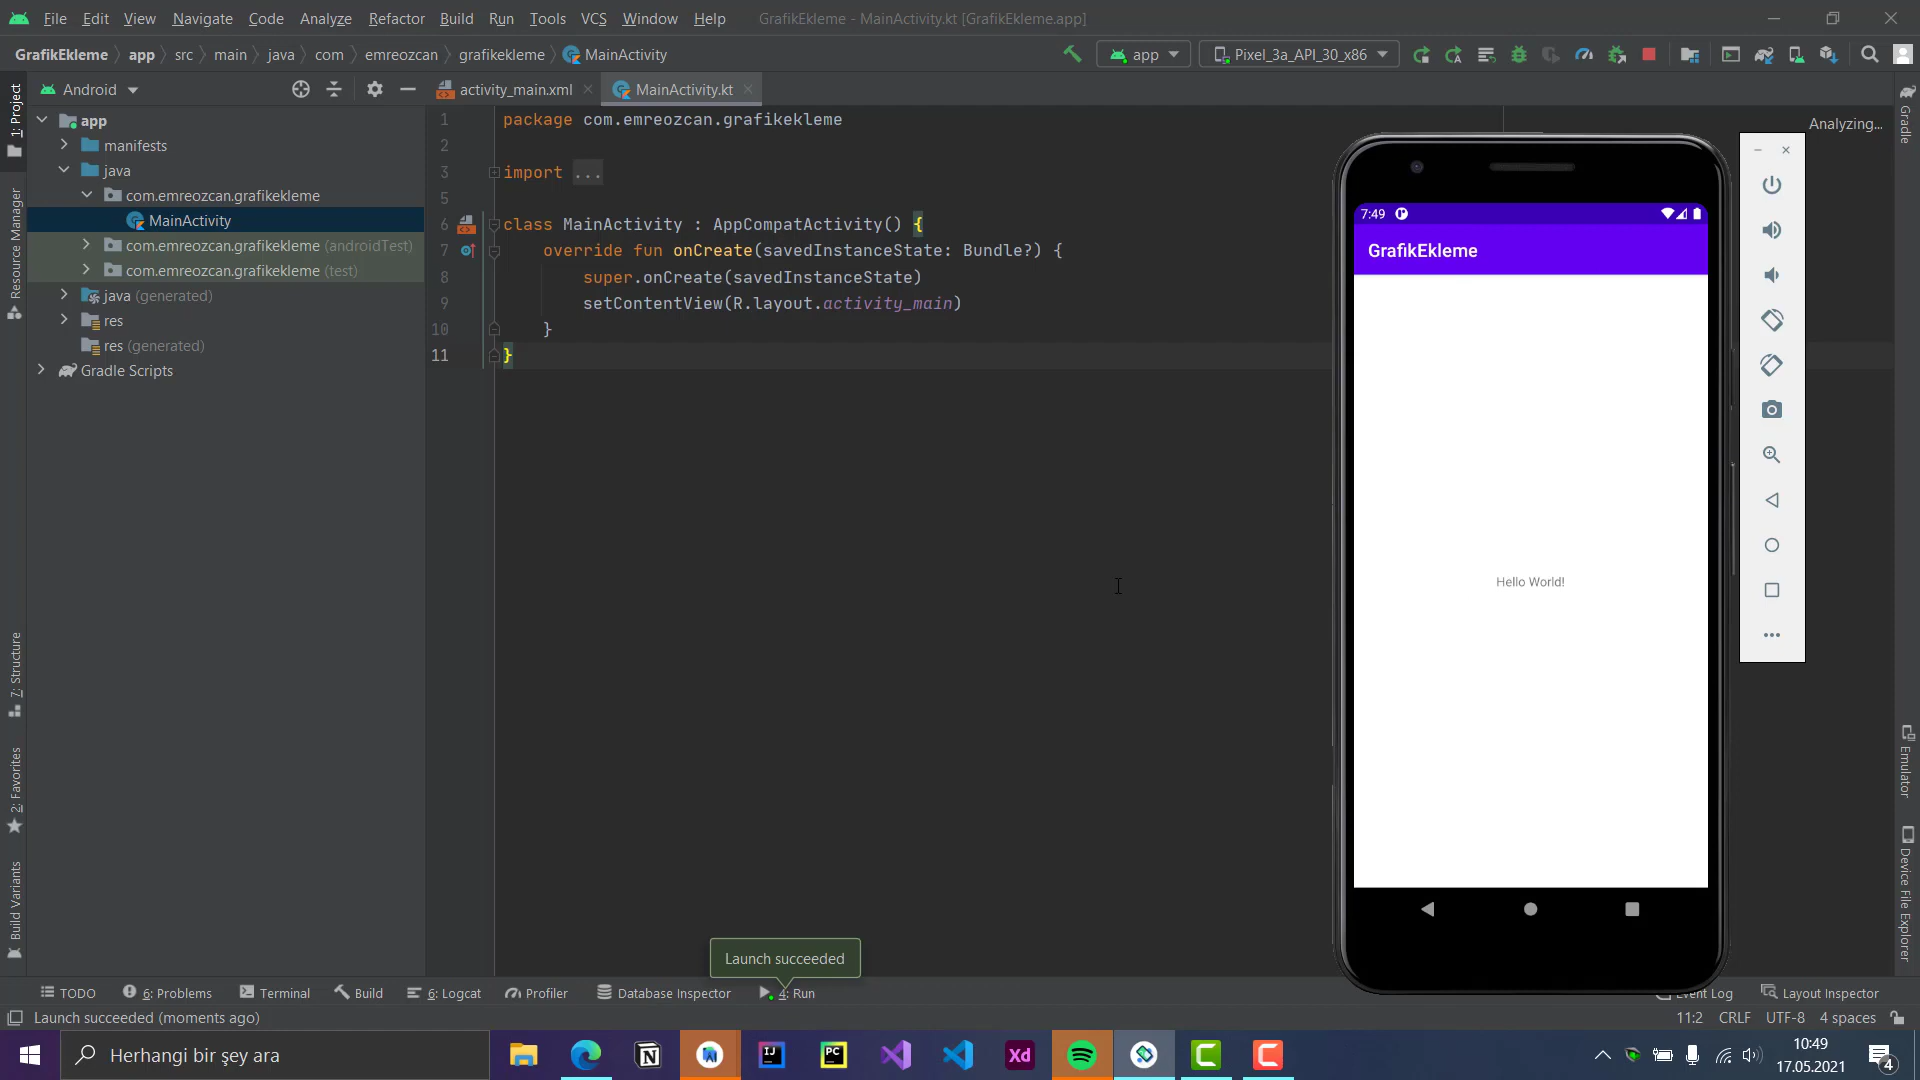 File Edit View Navigate Code Analyze Refactor Build Run Tools VCS Window Help GrafikEkleme - MainActivity.kt [GrafikEkleme.app]
GrafikEkleme app src main java com emreozcan grafikekleme MainActivity app Pixel_3a_API_30_x86
Android
activity_main.xml MainActivity.kt
app
manifests
java
com.emreozcan.grafikekleme
MainActivity
com.emreozcan.grafikekleme (androidTest)
com.emreozcan.grafikekleme (test)
java (generated)
res
res (generated)
Gradle Scripts
1: Project
Resource Manager
7: Structure
2: Favorites
Build Variants
1 package com.emreozcan.grafikekleme
2
3 import ...
5
6 class MainActivity : AppCompatActivity() {
7 override fun onCreate(savedInstanceState: Bundle?) {
8 super.onCreate(savedInstanceState)
9 setContentView(R.layout.activity_main)
10 }
11 }
Analyzing...
7:49
GrafikEkleme
Hello World!
Gradle
Emulator
Device File Explorer
Launch succeeded
TODO 6: Problems Terminal Build 6: Logcat Profiler Database Inspector 4: Run Event Log Layout Inspector
Launch succeeded (moments ago) 11:2 CRLF UTF-8 4 spaces
Herhangi bir şey ara
IJ
PC
Xd
10:49
17.05.2021
4